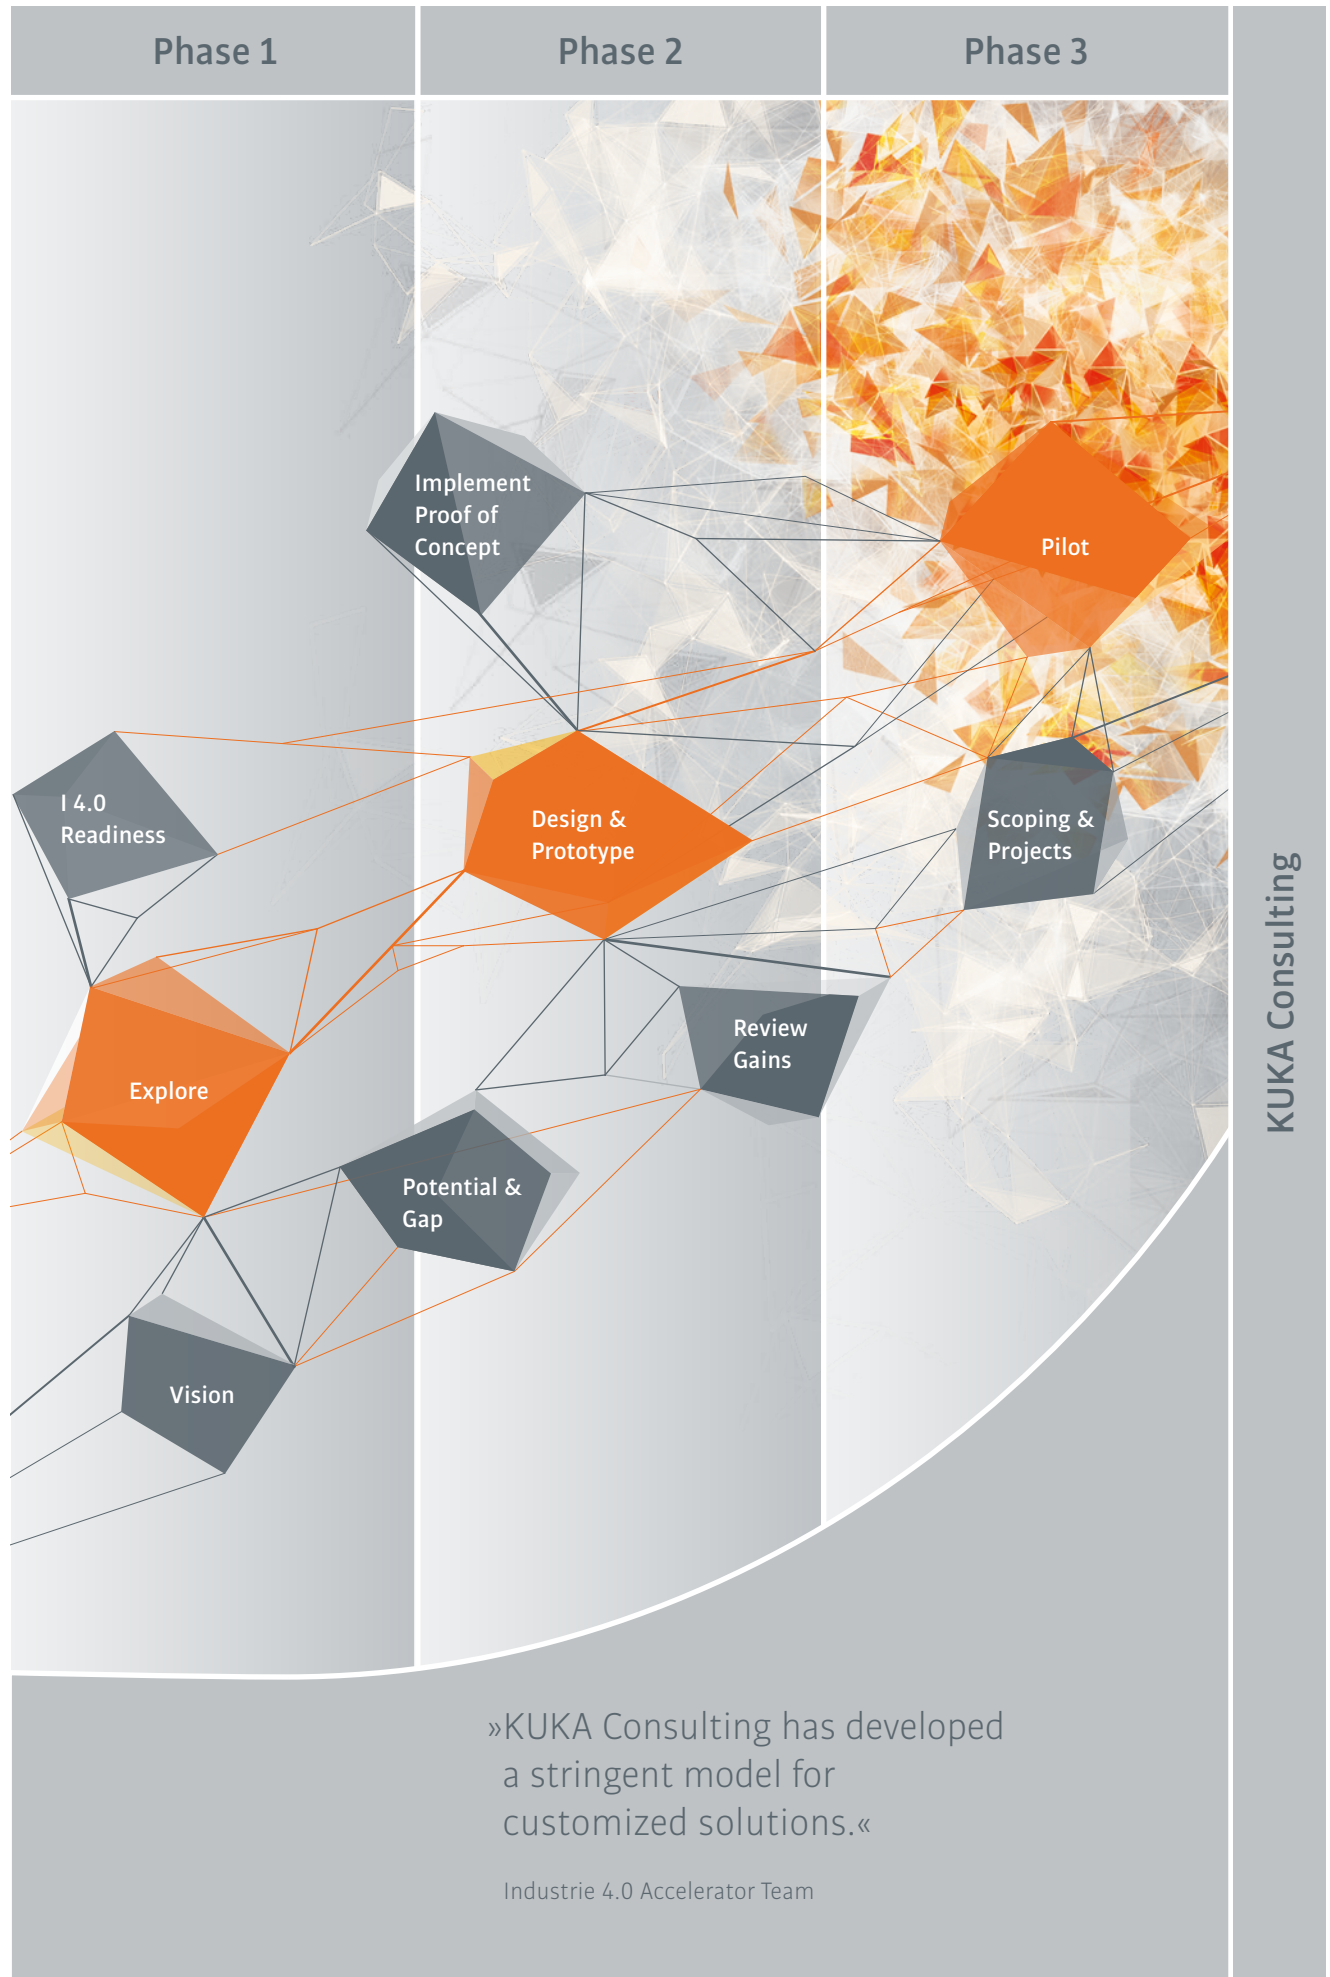 Phase 1
Phase 2
Phase 3
Implement
Proof of
Concept
Pilot
I 4.0
Readiness
Design &
Prototype
Scoping &
Projects
Explore
Review
Gains
Potential &
Gap
Vision
KUKA Consulting
»KUKA Consulting has developed
a stringent model for
customized solutions.«
Industrie 4.0 Accelerator Team